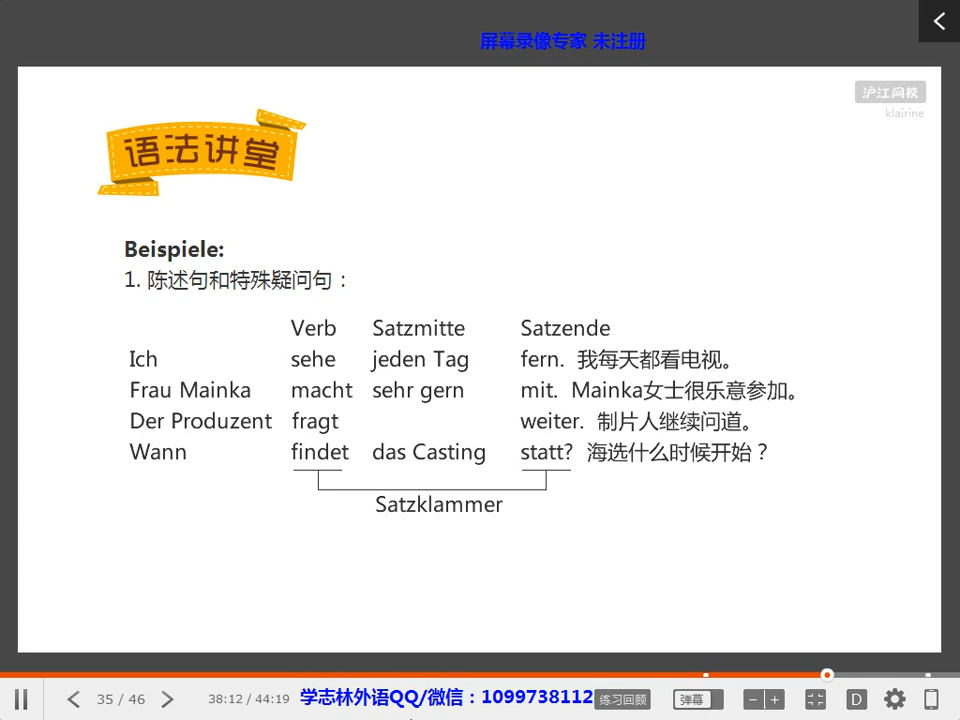 屏幕录像专家 未注册
沪江网校
klairine
语法讲堂
Beispiele:
1. 陈述句和特殊疑问句：
Verb Satzmitte Satzende
Ich sehe jeden Tag fern. 我每天都看电视。
Frau Mainka macht sehr gern mit. Mainka女士很乐意参加。
Der Produzent fragt weiter. 制片人继续问道。
Wann findet das Casting statt? 海选什么时候开始？
Satzklammer
35 / 46 38:12 / 44:19 学志林外语QQ/微信：1099738112 练习回顾 弹幕 D